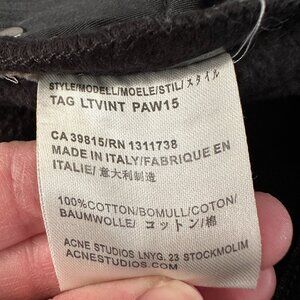 STYLE/MODELL/MOELE/STIL/スタイル
TAG LTVINT PAW15
CA 39815/RN 1311738
MADE IN ITALY/FABRIQUE EN
ITALIE/意大利制造
100%COTTON/BOMULL/COTON/
BAUMWOLLE/コットン/棉
ACNE STUDIOS LNYG. 23 STOCKMOLIM
ACNESTUDIOS.COM